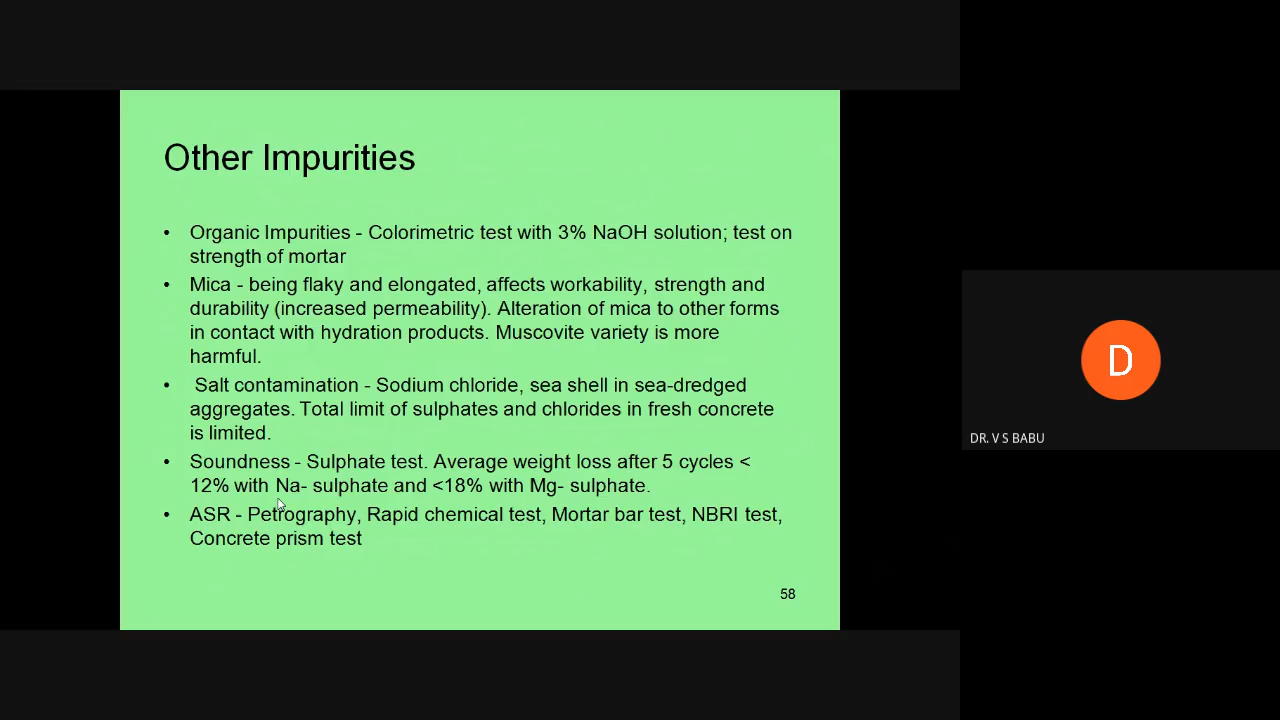 Other Impurities
• Organic Impurities - Colorimetric test with 3% NaOH solution; test on
strength of mortar
• Mica - being flaky and elongated, affects workability, strength and
durability (increased permeability). Alteration of mica to other forms
in contact with hydration products. Muscovite variety is more
harmful.
• Salt contamination - Sodium chloride, sea shell in sea-dredged
aggregates. Total limit of sulphates and chlorides in fresh concrete
is limited.
• Soundness - Sulphate test. Average weight loss after 5 cycles <
12% with Na- sulphate and <18% with Mg- sulphate.
• ASR - Petrography, Rapid chemical test, Mortar bar test, NBRI test,
Concrete prism test
58
D
DR. V S BABU